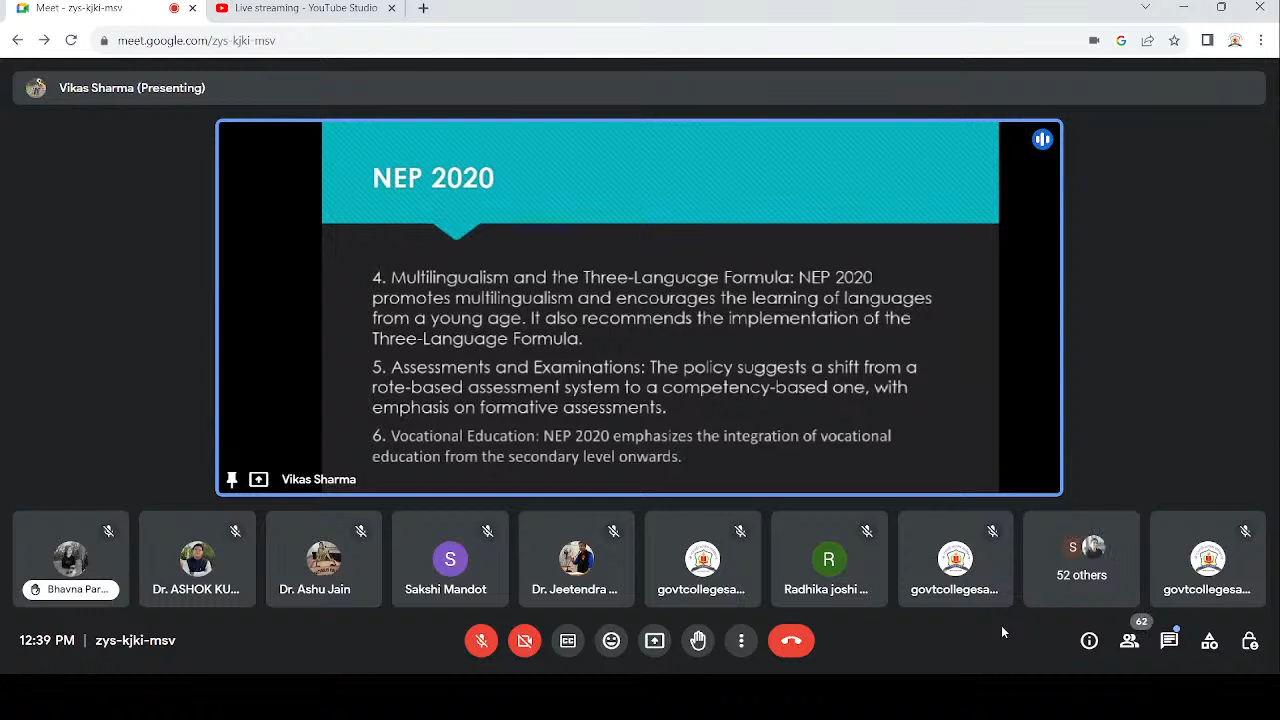 Meet - zys-kjki-msv
Live streaming - YouTube Studio
meet.google.com/zys-kjki-msv
Vikas Sharma (Presenting)
NEP 2020
4. Multilingualism and the Three-Language Formula: NEP 2020
promotes multilingualism and encourages the learning of languages
from a young age. It also recommends the implementation of the
Three-Language Formula.
5. Assessments and Examinations: The policy suggests a shift from a
rote-based assessment system to a competency-based one, with
emphasis on formative assessments.
6. Vocational Education: NEP 2020 emphasizes the integration of vocational
education from the secondary level onwards.
Vikas Sharma
S
R
S
52 others
Bhavna Par...
Dr. ASHOK KU...
Dr. Ashu Jain
Sakshi Mandot
Dr. Jeetendra ...
govtcollegesa...
Radhika joshi ...
govtcollegesa...
govtcollegesa...
62
12:39 PM | zys-kjki-msv